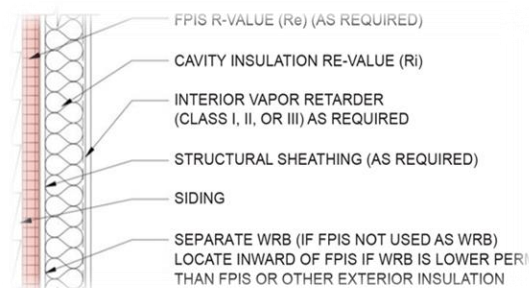 FPIS R-VALUE (Re) (AS REQUIRED)
CAVITY INSULATION RE-VALUE (Ri)
INTERIOR VAPOR RETARDER
(CLASS I, II, OR III) AS REQUIRED
STRUCTURAL SHEATHING (AS REQUIRED)
SIDING
SEPARATE WRB (IF FPIS NOT USED AS WRB)
LOCATE INWARD OF FPIS IF WRB IS LOWER PERM
THAN FPIS OR OTHER EXTERIOR INSULATION